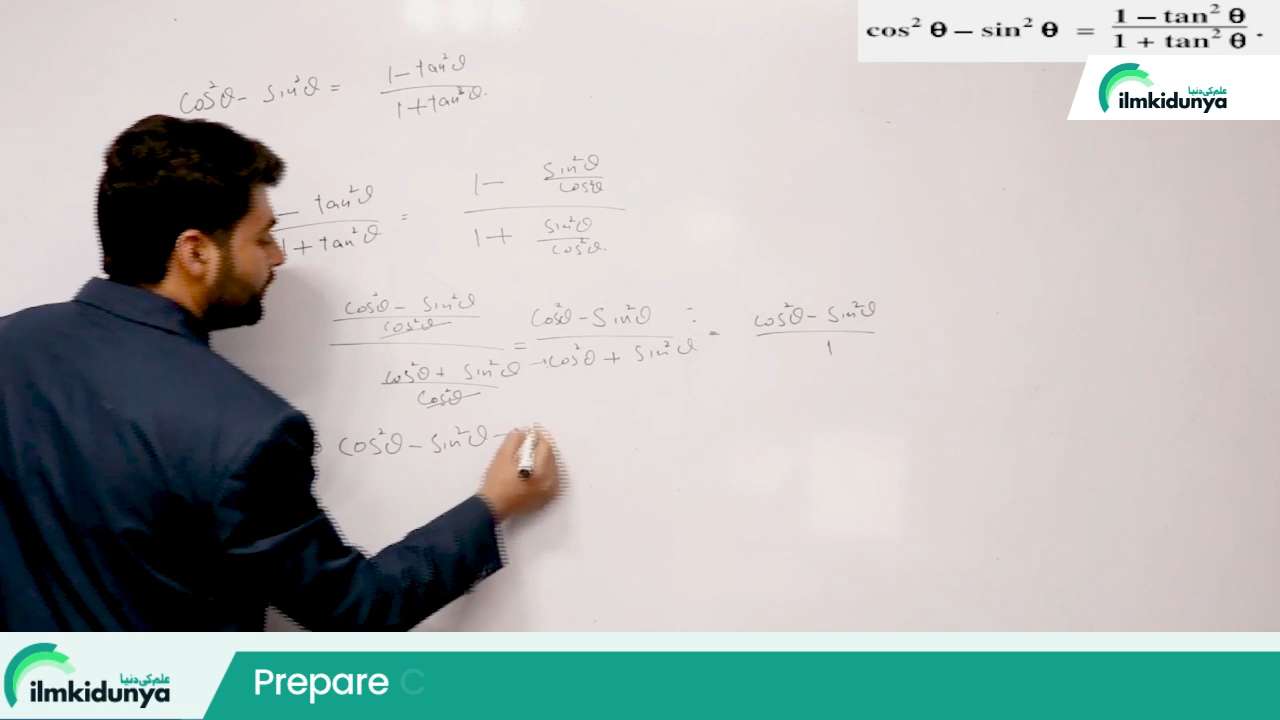 cos² θ – sin² θ = 1 – tan² θ / 1 + tan² θ .
علم کی دنیا
ilmkidunya
cos²θ - sin²θ = 1 - tan²θ / 1 + tan²θ.
- tan²θ / 1 + tan²θ = 1 - sin²θ/cos²θ / 1 + sin²θ/cos²θ
cos²θ - sin²θ / cos²θ / cos²θ + sin²θ / cos²θ = cos²θ - sin²θ / cos²θ + sin²θ = cos²θ - sin²θ / 1
cos²θ - sin²θ
علم کی دنیا
ilmkidunya
Prepare C